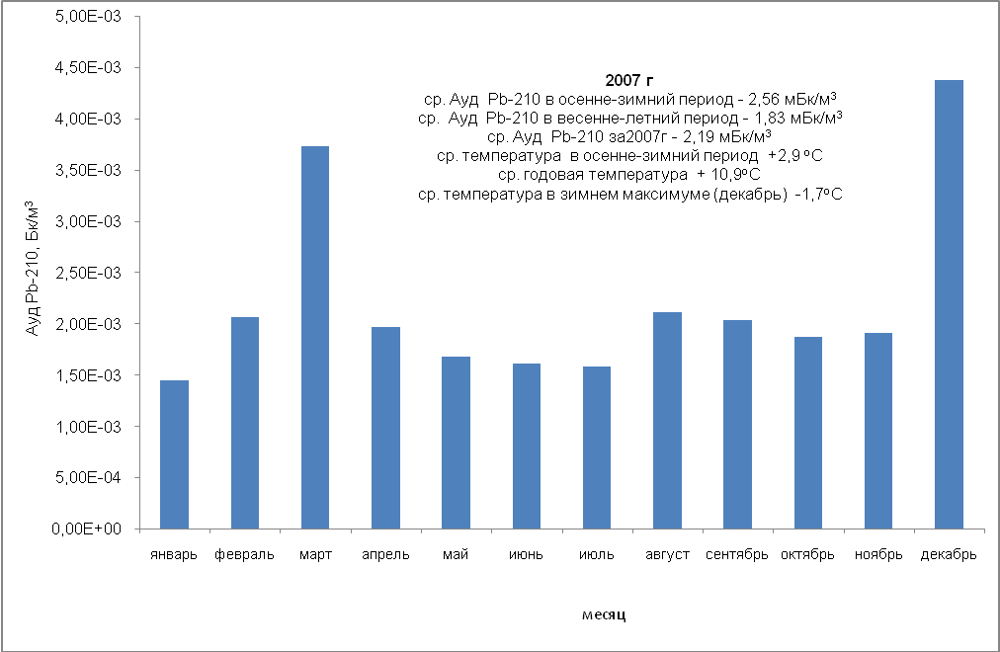 5,00E-03
4,50E-03
4,00E-03
3,50E-03
3,00E-03
2,50E-03
2,00E-03
1,50E-03
1,00E-03
5,00E-04
0,00E+00
Ауд Pb-210, Бк/м³
2007 г
ср. Ауд Pb-210 в осенне-зимний период - 2,56 мБк/м³
ср. Ауд Pb-210 в весенне-летний период - 1,83 мБк/м³
ср. Ауд Pb-210 за2007г - 2,19 мБк/м³
ср. температура в осенне-зимний период +2,9 ºС
ср. годовая температура + 10,9ºС
ср. температура в зимнем максимуме (декабрь) -1,7ºС
январь февраль март апрель май июнь июль август сентябрь октябрь ноябрь декабрь
месяц